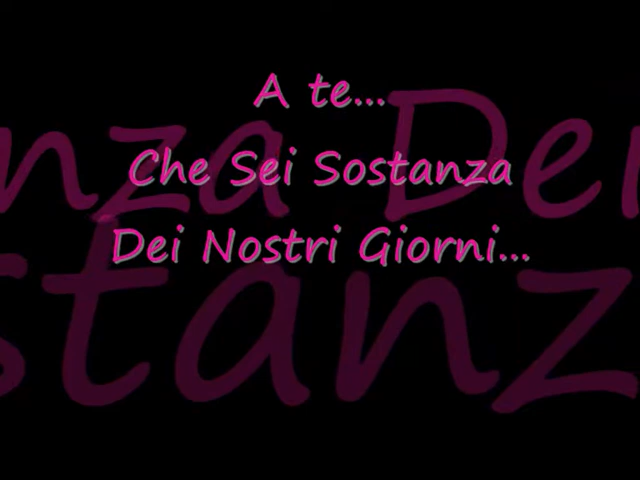 A te...
Che Sei Sostanza
Dei Nostri Giorni...